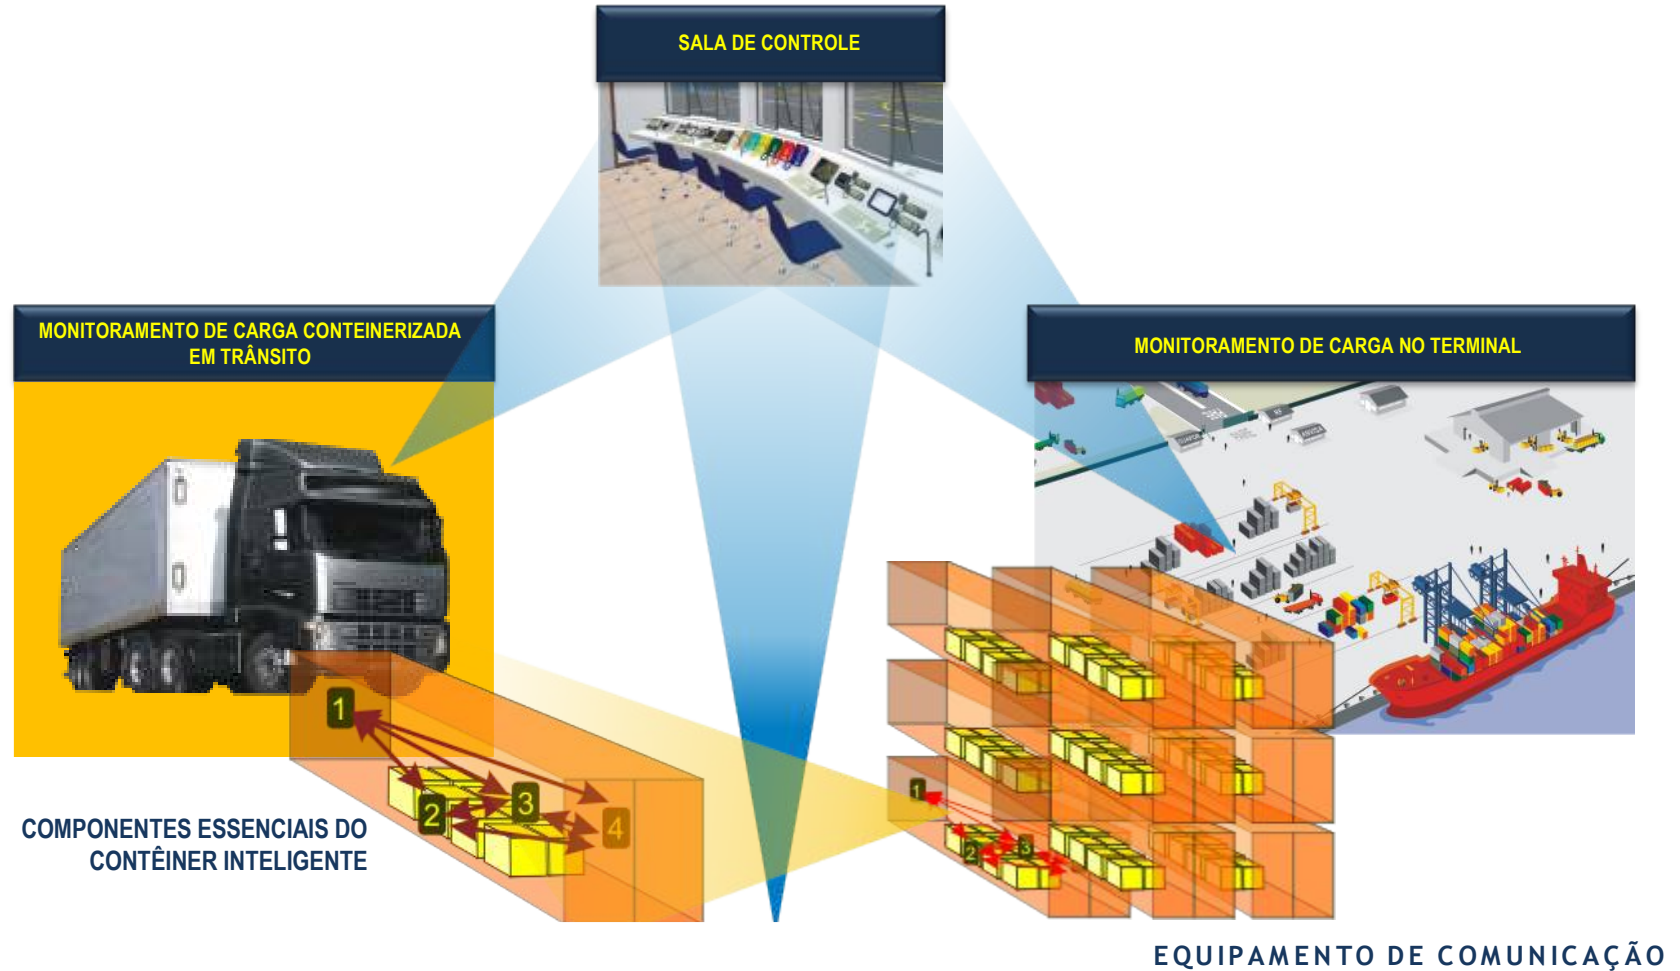 SALA DE CONTROLE
MONITORAMENTO DE CARGA CONTEINERIZADA
EM TRÂNSITO
MONITORAMENTO DE CARGA NO TERMINAL
1
2
3
4
COMPONENTES ESSENCIAIS DO
CONTÊINER INTELIGENTE
1
2
3
EQUIPAMENTO DE COMUNICAÇÃO